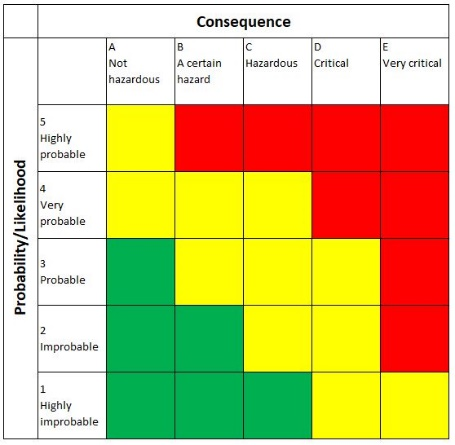 Consequence
A
Not
hazardous
B
A certain
hazard
C
Hazardous
D
Critical
E
Very critical
Probability/Likelihood
5
Highly
probable
4
Very
probable
3
Probable
2
Improbable
1
Highly
improbable